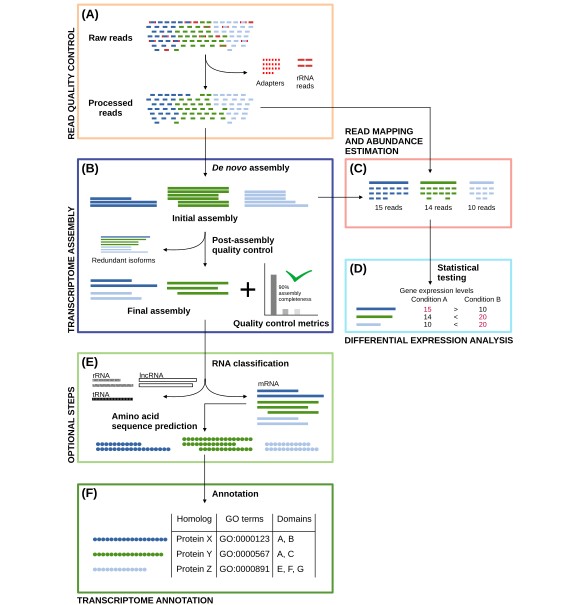 (A)
Raw reads
Adapters
rRNA
reads
Processed
reads
READ QUALITY CONTROL
READ MAPPING
AND ABUNDANCE
ESTIMATION
(B)
De novo assembly
Initial assembly
Post-assembly
quality control
Redundant isoforms
90%
assembly
completeness
Final assembly
Quality control metrics
TRANSCRIPTOME ASSEMBLY
(C)
15 reads
14 reads
10 reads
(D)
Statistical
testing
Gene expression levels
Condition A
Condition B
15 > 10
14 < 20
10 < 20
DIFFERENTIAL EXPRESSION ANALYSIS
(E)
RNA classification
rRNA
lncRNA
tRNA
mRNA
Amino acid
sequence prediction
OPTIONAL STEPS
(F)
Annotation
Homolog GO terms Domains
Protein X GO:0000123 A, B
Protein Y GO:0000567 A, C
Protein Z GO:0000891 E, F, G
TRANSCRIPTOME ANNOTATION